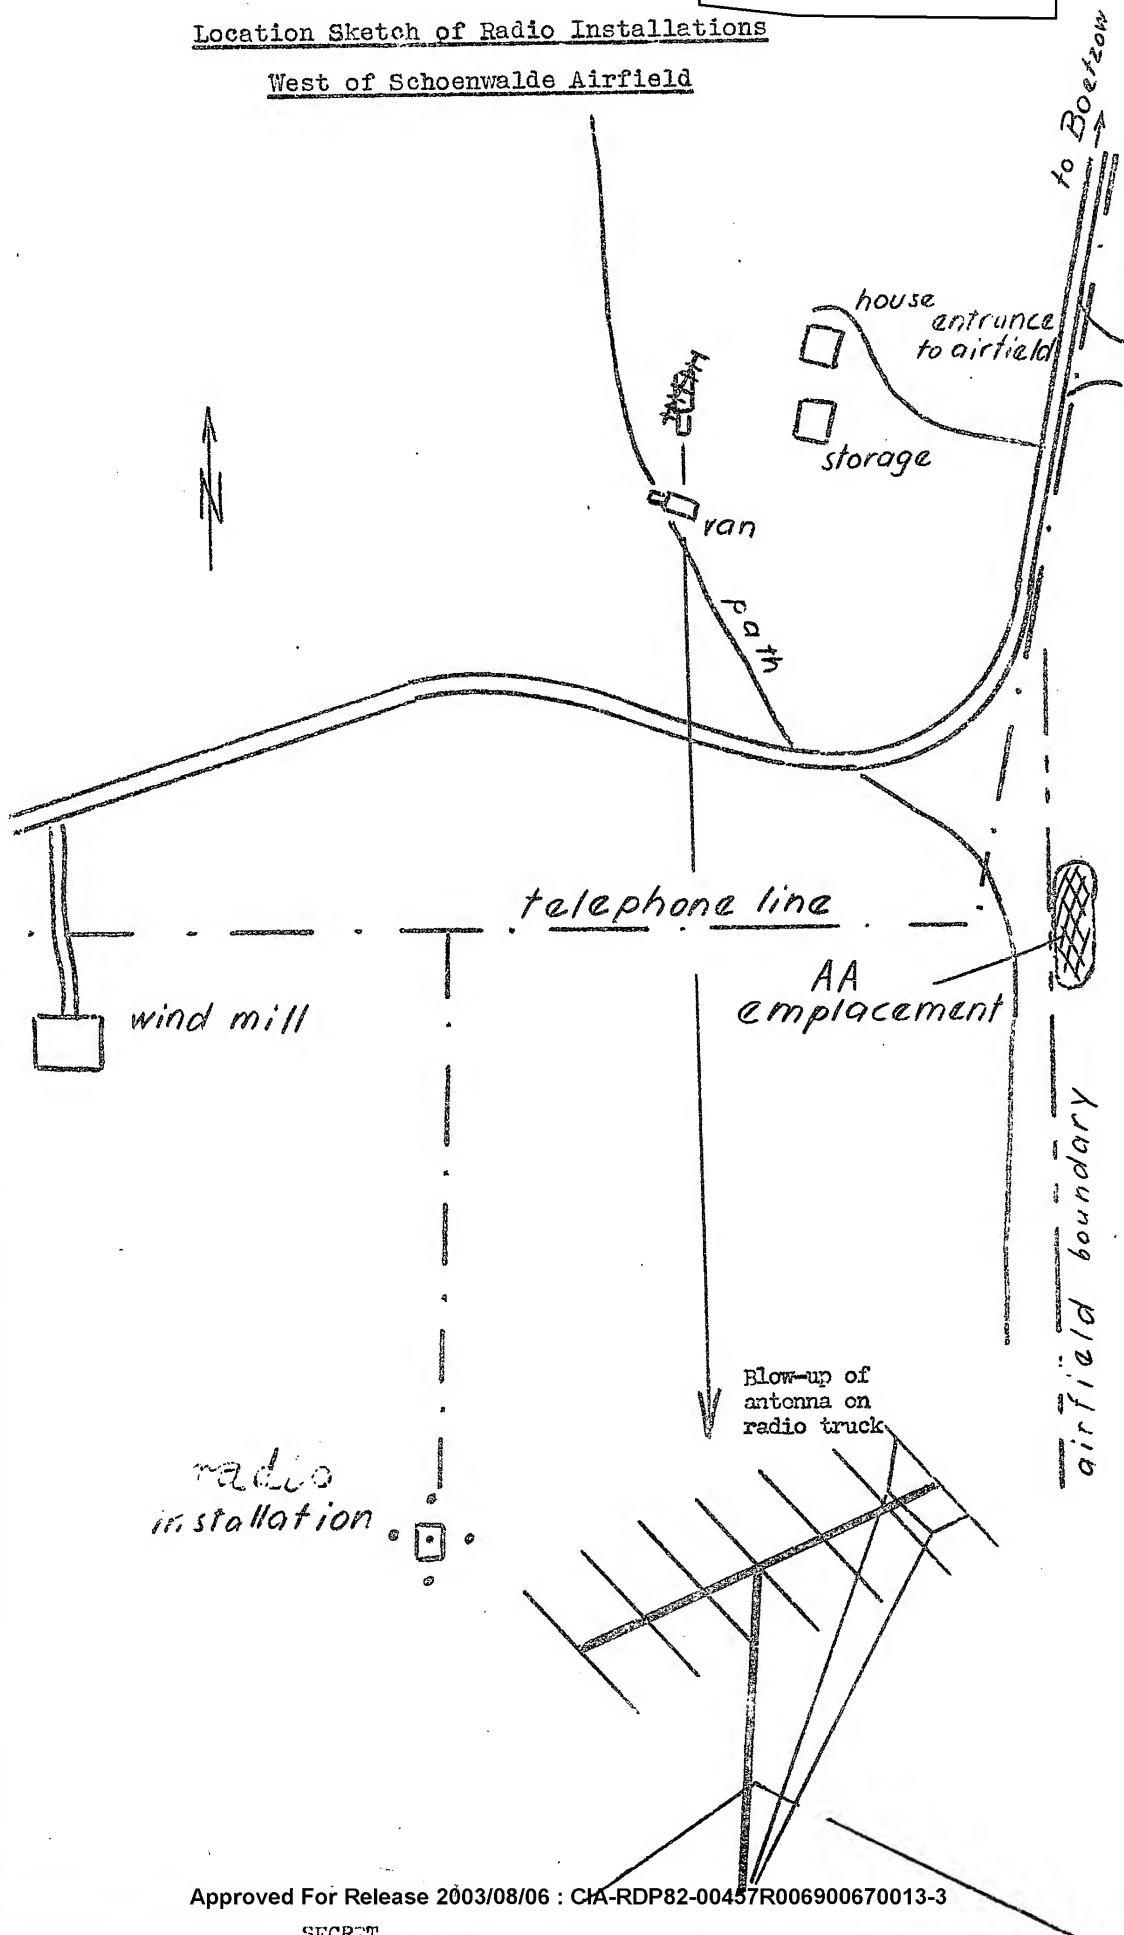 Location Sketch of Radio Installations
West of Schoenwalde Airfield
to Boetzow
house
entrance
to airfield
storage
N
van
path
telephone line
AA
emplacement
wind mill
airfield boundary
Blow-up of
antenna on
radio truck
radio
installation
Approved For Release 2003/08/06 : CIA-RDP82-00457R006900670013-3
SECRET